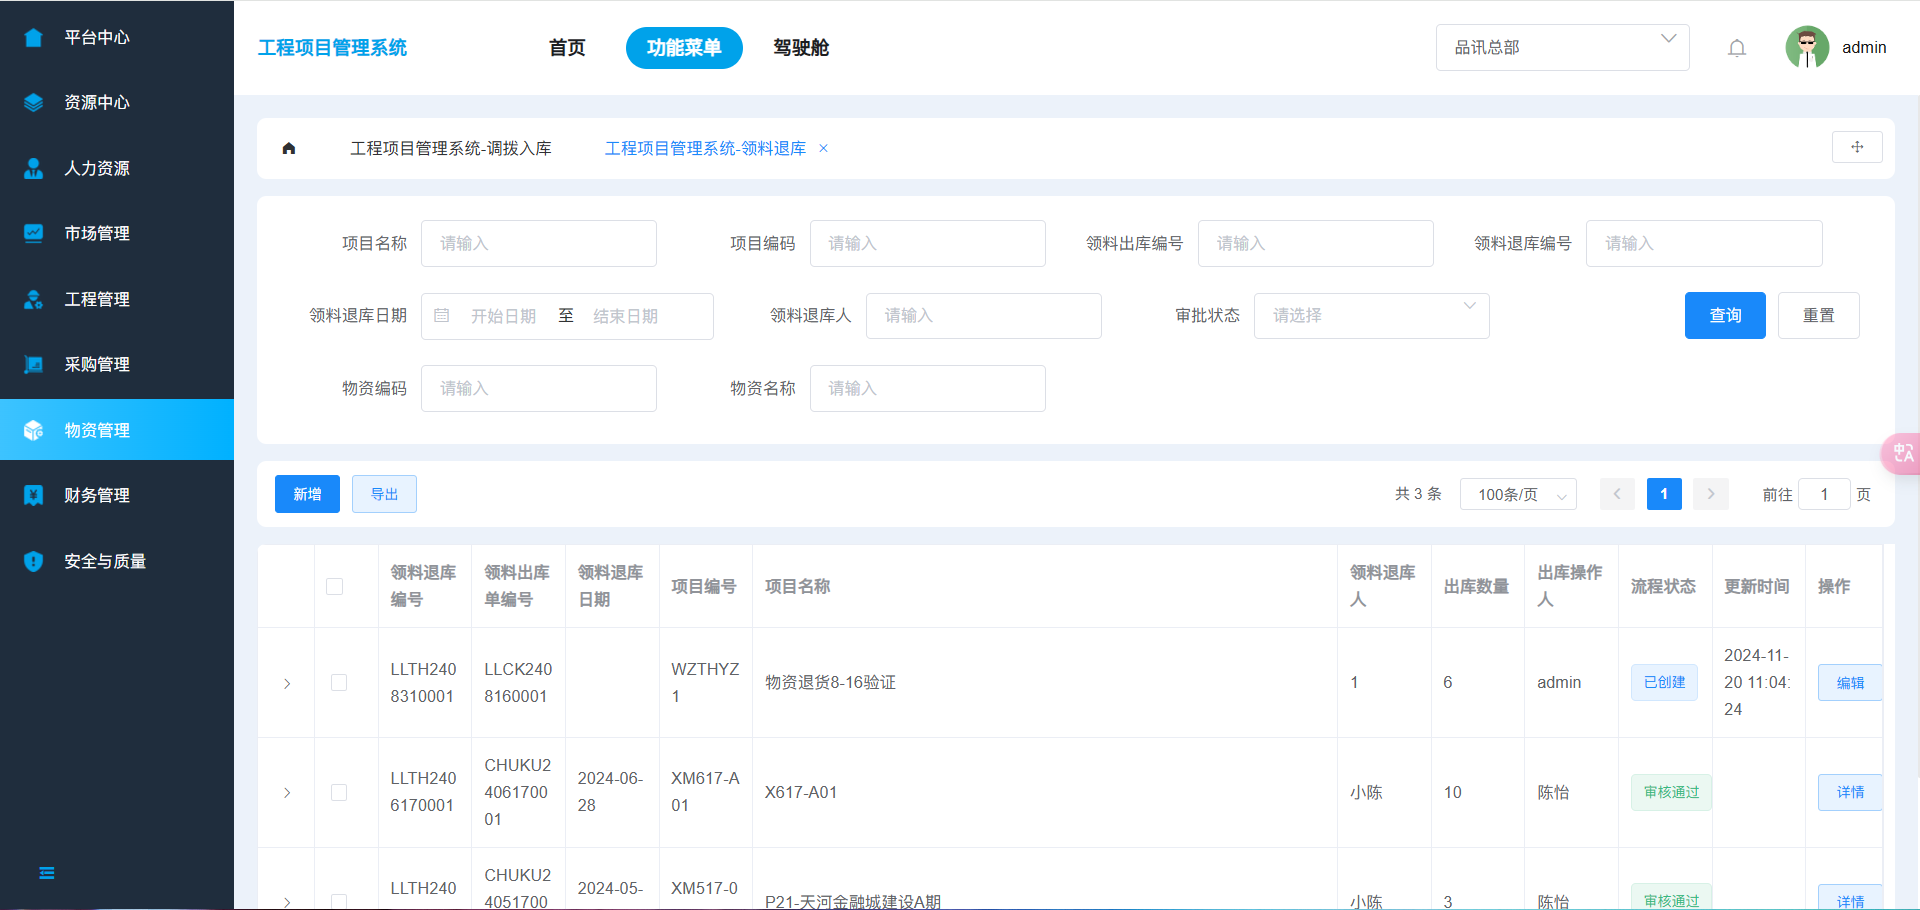 平台中心
资源中心
人力资源
市场管理
工程管理
采购管理
物资管理
财务管理
安全与质量
工程项目管理系统
首页
功能菜单
驾驶舱
品讯总部
admin
工程项目管理系统-调拨入库
工程项目管理系统-领料退库 ×
项目名称 请输入
项目编码 请输入
领料出库编号 请输入
领料退库编号 请输入
领料退库日期 开始日期 至 结束日期
领料退库人 请输入
审批状态 请选择
查询
重置
物资编码 请输入
物资名称 请输入
新增
导出
共 3 条
100条/页
1
前往 1 页
中A
领料退库
编号
领料出库
单编号
领料退库
日期
项目编号
项目名称
领料退库
人
出库数量
出库操作
人
流程状态
更新时间
操作
LLTH240
8310001
LLCK240
8160001
WZTHYZ
1
物资退货8-16验证
1
6
admin
已创建
2024-11-
20 11:04:
24
编辑
LLTH240
6170001
CHUKU2
4061700
01
2024-06-
28
XM617-A
01
X617-A01
小陈
10
陈怡
审核通过
详情
LLTH240
CHUKU2
4051700
2024-05-
XM517-0
P21-天河金融城建设A期
小陈
3
陈怡
审核通过
详情